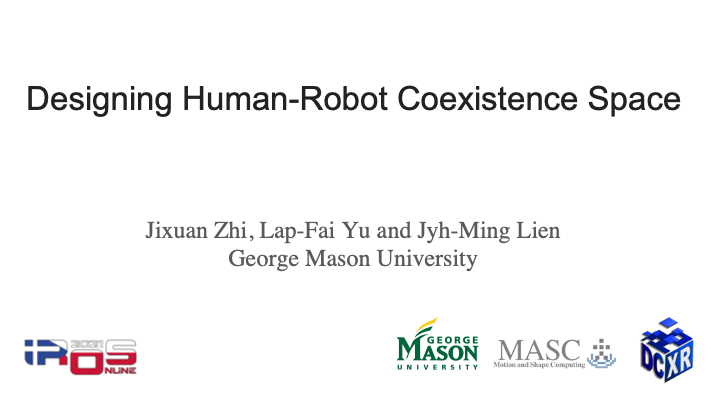 Designing Human-Robot Coexistence Space
Jixuan Zhi, Lap-Fai Yu and Jyh-Ming Lien
George Mason University
IROS 2021
ONLINE
GEORGE
MASON
UNIVERSITY
MASC
Motion and Shape Computing
DCXR